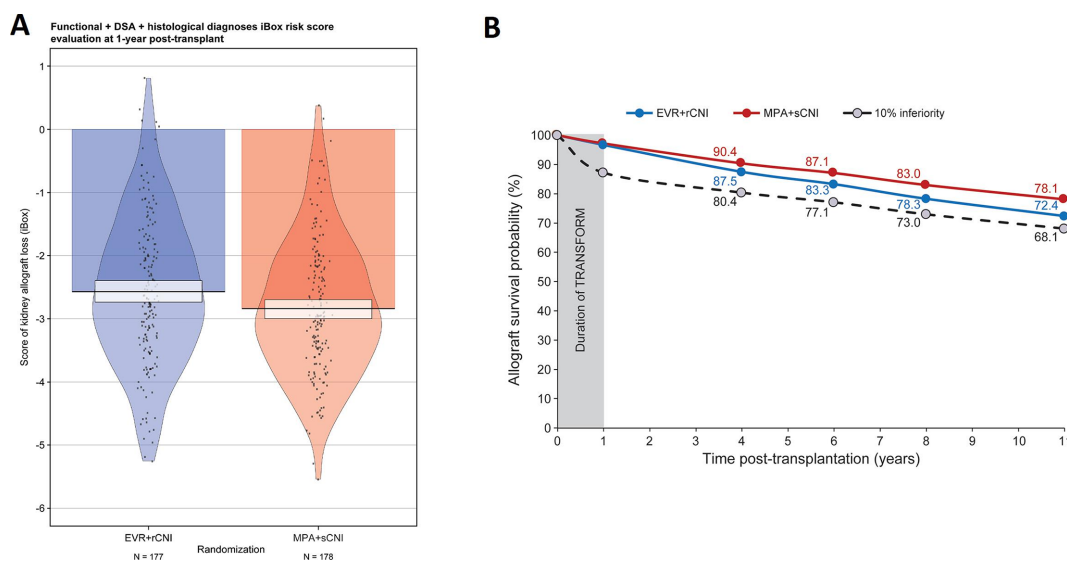 A
Functional + DSA + histological diagnoses iBox risk score
evaluation at 1-year post-transplant
Score of kidney allograft loss (iBox)
1
0
-1
-2
-3
-4
-5
-6
EVR+rCNI
MPA+sCNI
Randomization
N = 177
N = 178
B
EVR+rCNI
MPA+sCNI
10% inferiority
Allograft survival probability (%)
100
90
80
70
60
50
40
30
20
10
0
Duration of TRANSFORM
90.4
87.1
83.0
78.1
87.5
83.3
78.3
72.4
80.4
77.1
73.0
68.1
0
1
2
3
4
5
6
7
8
9
10
11
Time post-transplantation (years)